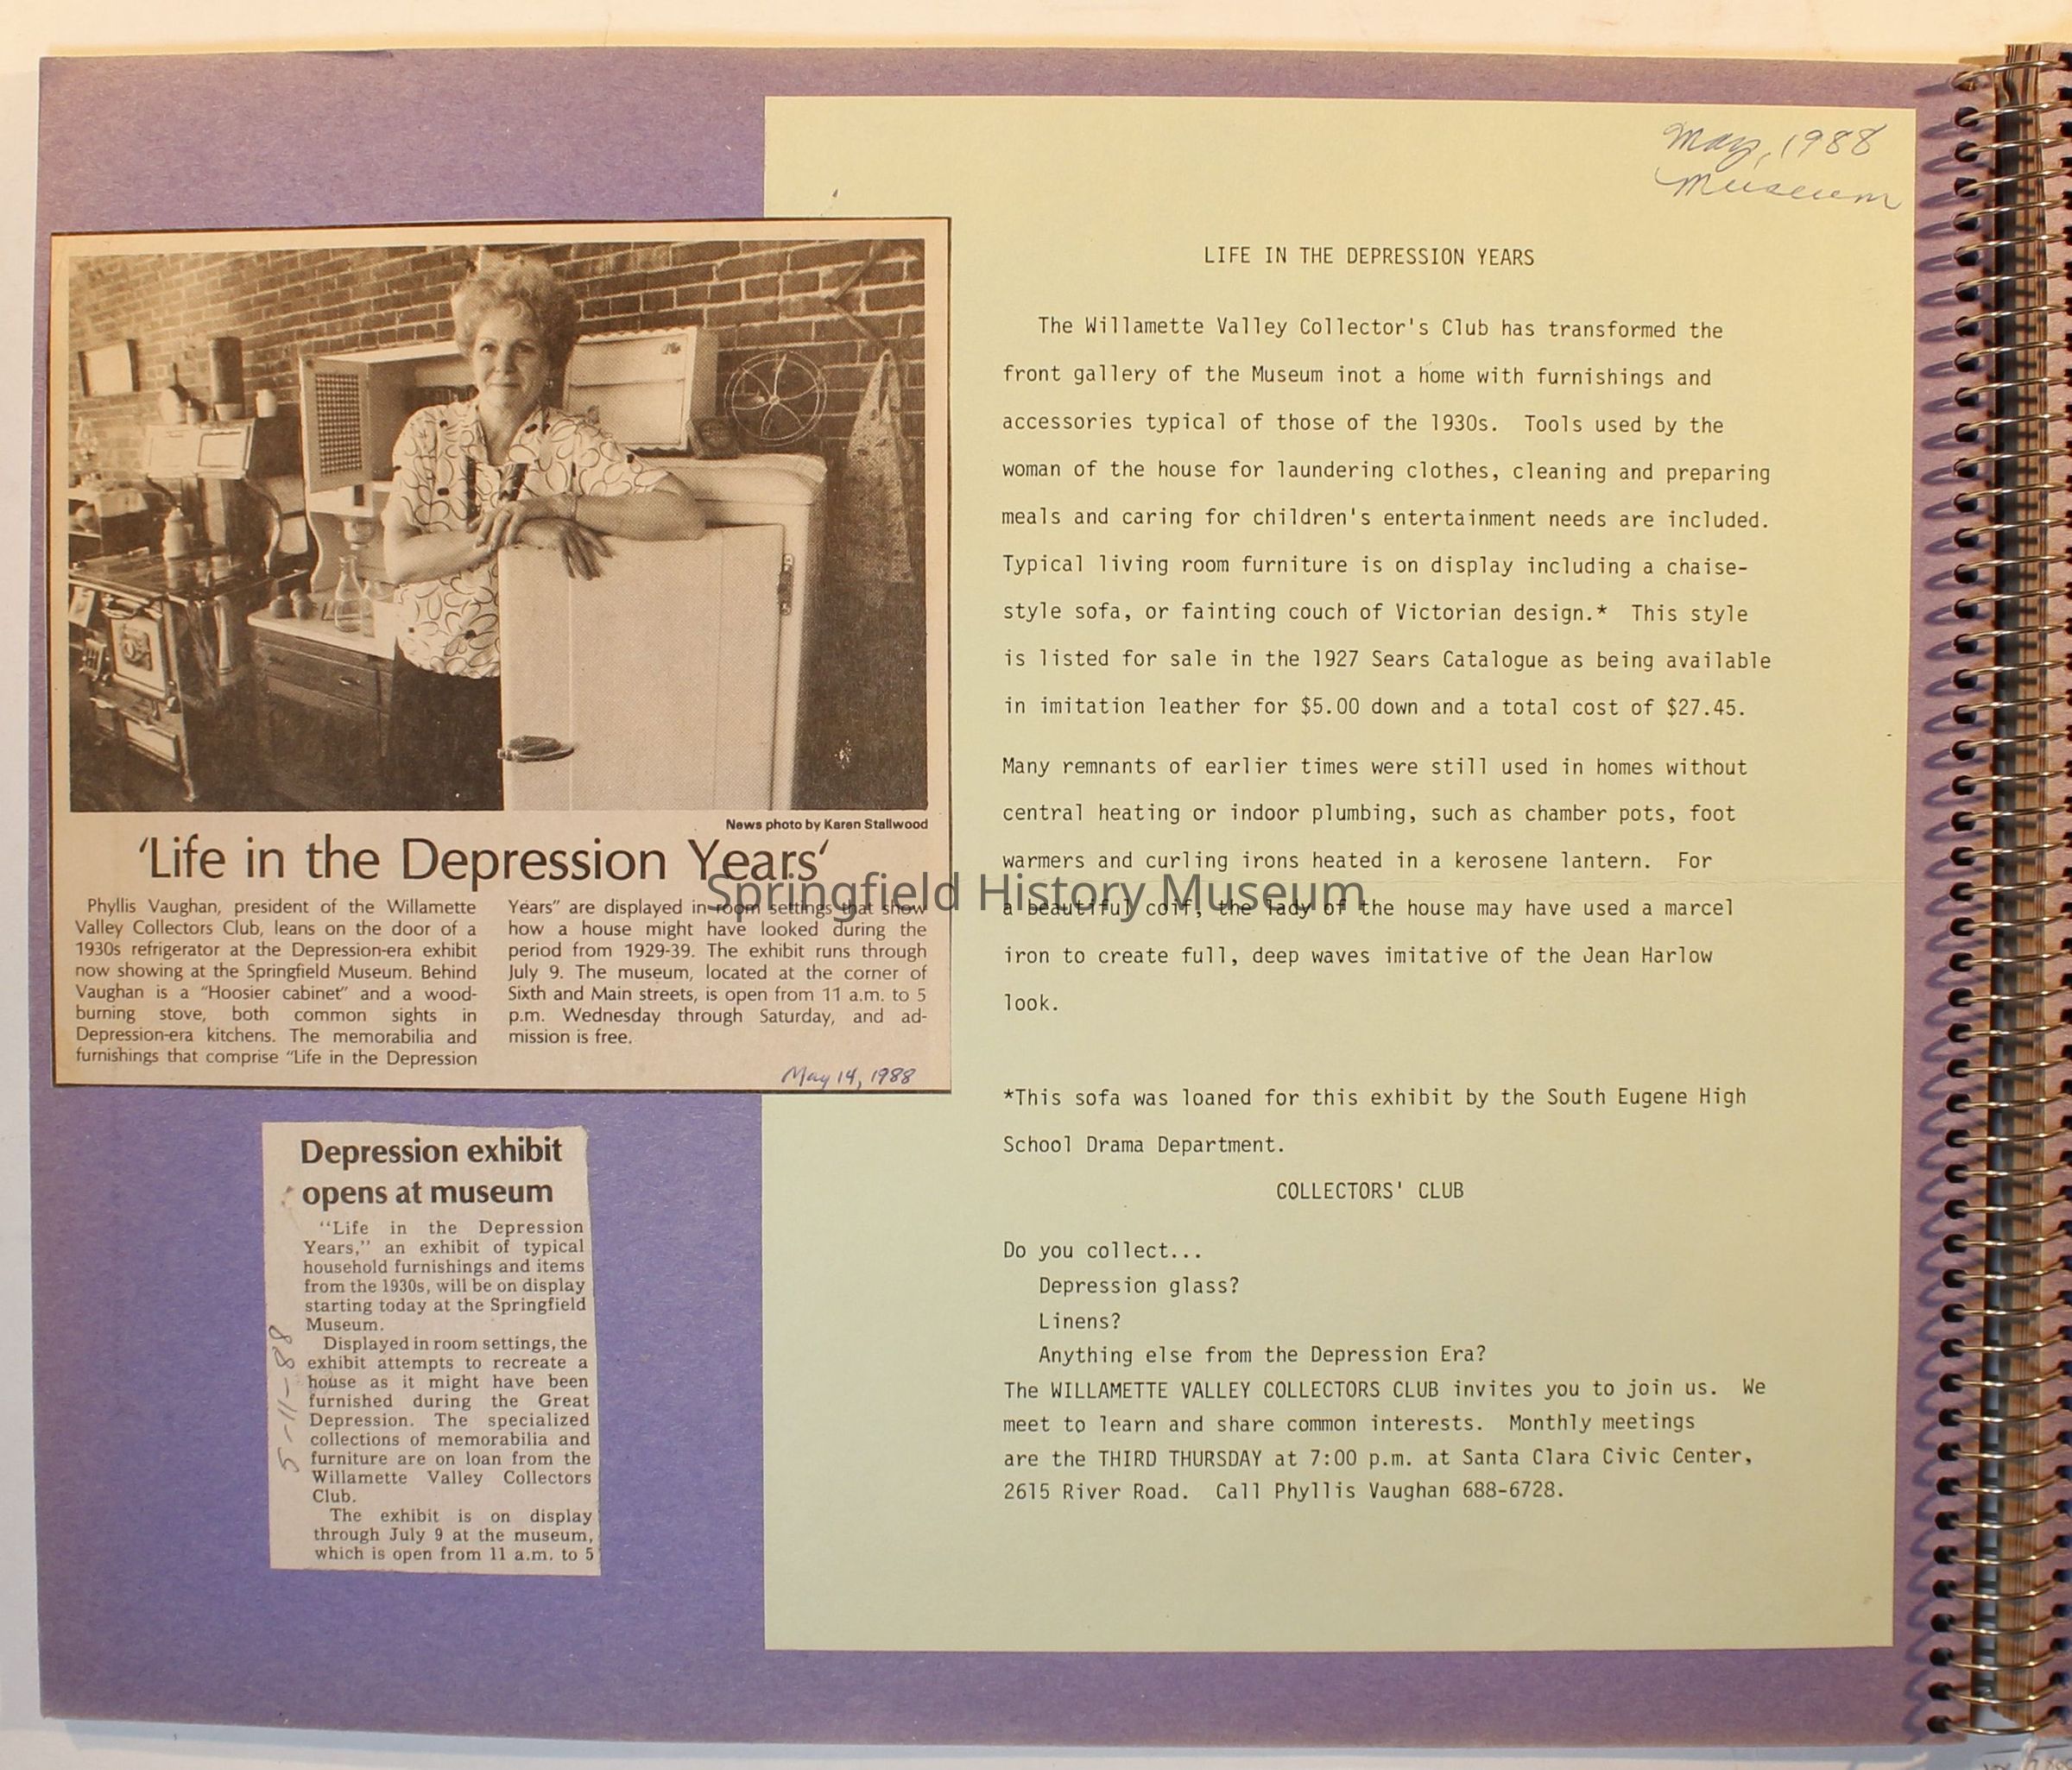 News photo by Karen Stallwood
'Life in the Depression Years'
Phyllis Vaughan, president of the Willamette
Valley Collectors Club, leans on the door of a
1930s refrigerator at the Depression-era exhibit
now showing at the Springfield Museum. Behind
Vaughan is a "Hoosier cabinet" and a wood-
burning stove, both common sights in
Depression-era kitchens. The memorabilia and
furnishings that comprise "Life in the Depression
Years" are displayed in room settings that show
how a house might have looked during the
period from 1929-39. The exhibit runs through
July 9. The museum, located at the corner of
Sixth and Main streets, is open from 11 a.m. to 5
p.m. Wednesday through Saturday, and ad-
mission is free.
May 14, 1988
Depression exhibit
opens at museum
"Life in the Depression
Years," an exhibit of typical
household furnishings and items
from the 1930s, will be on display
starting today at the Springfield
Museum.
Displayed in room settings, the
exhibit attempts to recreate a
house as it might have been
furnished during the Great
Depression. The specialized
collections of memorabilia and
furniture are on loan from the
Willamette Valley Collectors
Club.
The exhibit is on display
through July 9 at the museum,
which is open from 11 a.m. to 5
5-11-88
May, 1988
Museum
LIFE IN THE DEPRESSION YEARS
The Willamette Valley Collector's Club has transformed the
front gallery of the Museum inot a home with furnishings and
accessories typical of those of the 1930s. Tools used by the
woman of the house for laundering clothes, cleaning and preparing
meals and caring for children's entertainment needs are included.
Typical living room furniture is on display including a chaise-
style sofa, or fainting couch of Victorian design.* This style
is listed for sale in the 1927 Sears Catalogue as being available
in imitation leather for $5.00 down and a total cost of $27.45.
Many remnants of earlier times were still used in homes without
central heating or indoor plumbing, such as chamber pots, foot
warmers and curling irons heated in a kerosene lantern. For
a beautiful coif, the lady of the house may have used a marcel
iron to create full, deep waves imitative of the Jean Harlow
look.
*This sofa was loaned for this exhibit by the South Eugene High
School Drama Department.
COLLECTORS' CLUB
Do you collect...
Depression glass?
Linens?
Anything else from the Depression Era?
The WILLAMETTE VALLEY COLLECTORS CLUB invites you to join us. We
meet to learn and share common interests. Monthly meetings
are the THIRD THURSDAY at 7:00 p.m. at Santa Clara Civic Center,
2615 River Road. Call Phyllis Vaughan 688-6728.
Springfield History Museum